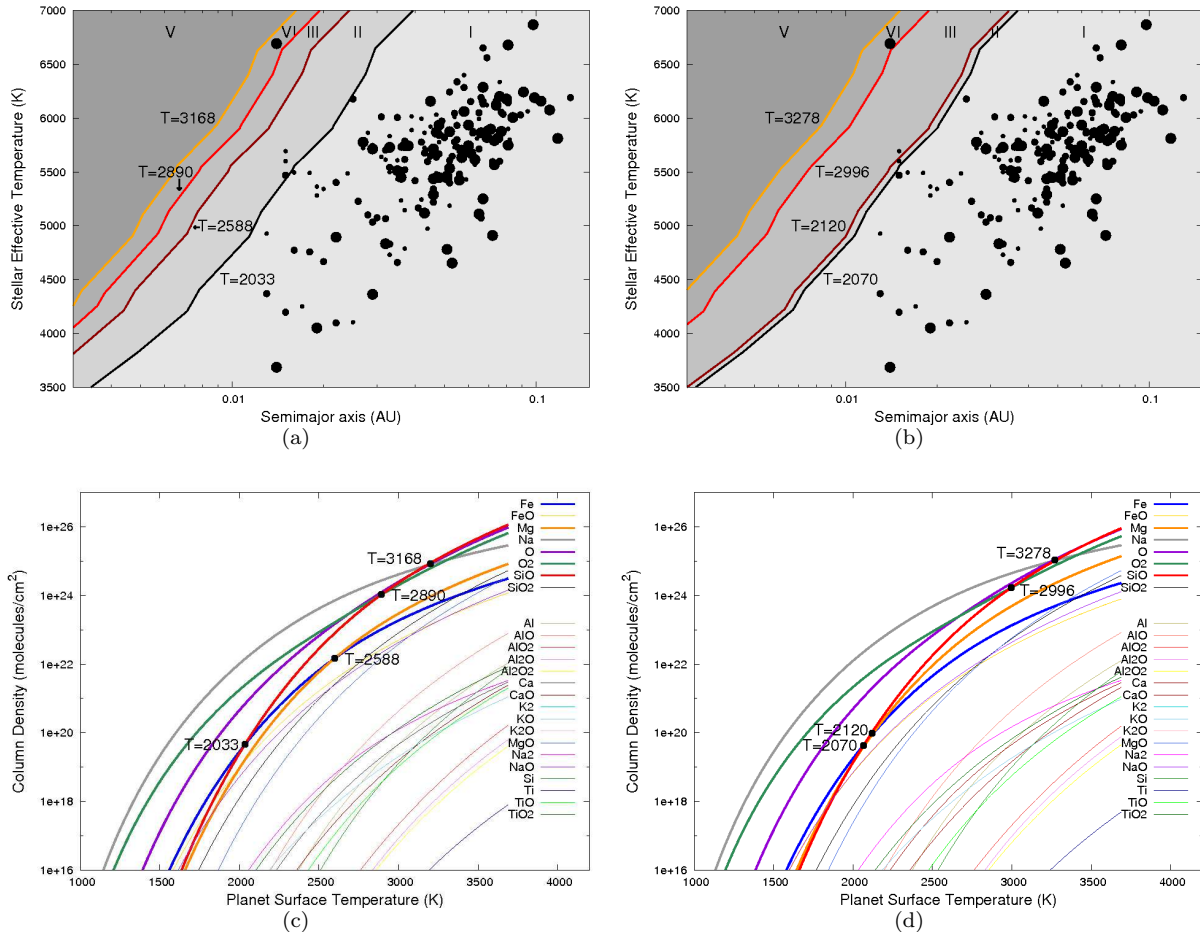 7000
6500
6000
5500
5000
4500
4000
3500
Stellar Effective Temperature (K)
V
VI
III
II
I
T=3168
T=2890
T=2588
T=2033
0.01
0.1
Semimajor axis (AU)
(a)
7000
6500
6000
5500
5000
4500
4000
3500
Stellar Effective Temperature (K)
V
VI
III
II
I
T=3278
T=2996
T=2120
T=2070
0.01
0.1
Semimajor axis (AU)
(b)
1e+26
1e+24
1e+22
1e+20
1e+18
1e+16
Column Density (molecules/cm²)
T=3168
T=2890
T=2588
T=2033
Fe
FeO
Mg
Na
O
O2
SiO
SiO2
Al
AlO
AlO2
Al2O
Al2O2
Ca
CaO
K2
KO
K2O
MgO
Na2
NaO
Si
Ti
TiO
TiO2
1000
1500
2000
2500
3000
3500
4000
Planet Surface Temperature (K)
(c)
1e+26
1e+24
1e+22
1e+20
1e+18
1e+16
Column Density (molecules/cm²)
T=3278
T=2996
T=2120
T=2070
Fe
FeO
Mg
Na
O
O2
SiO
SiO2
Al
AlO
AlO2
Al2O
Al2O2
Ca
CaO
K2
KO
K2O
MgO
Na2
NaO
Si
Ti
TiO
TiO2
1000
1500
2000
2500
3000
3500
4000
Planet Surface Temperature (K)
(d)